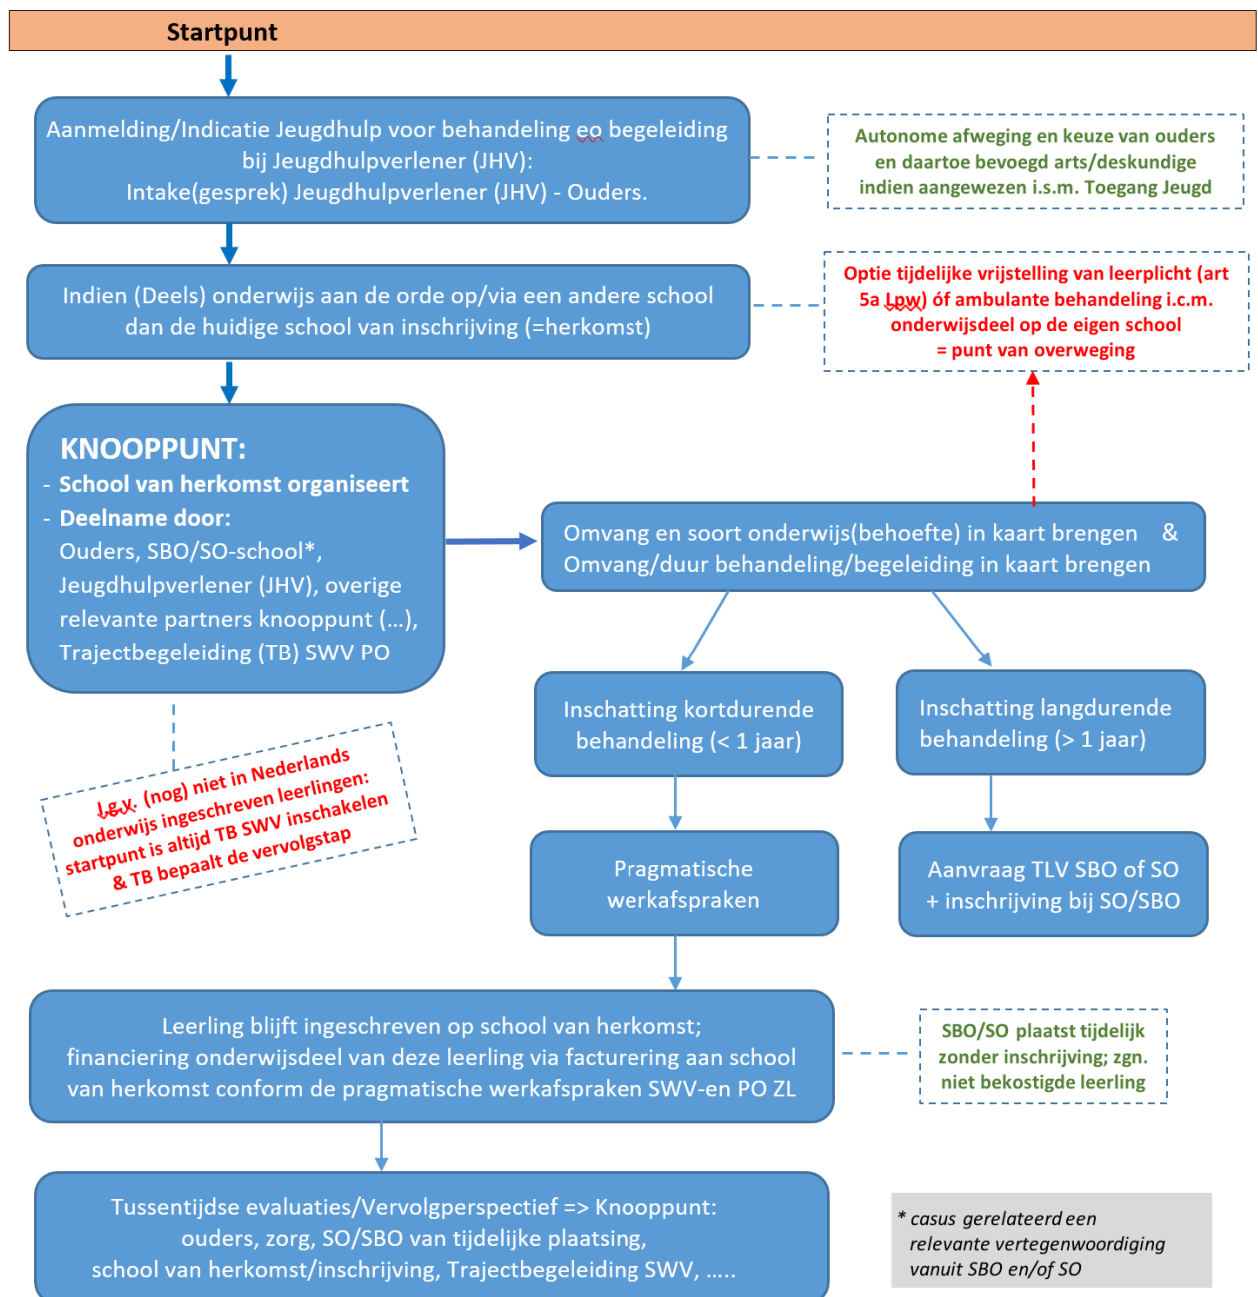 Startpunt
Aanmelding/Indicatie Jeugdhulp voor behandeling eo begeleiding
bij Jeugdhulpverlener (JHV):
Intake(gesprek) Jeugdhulpverlener (JHV) - Ouders.
Autonome afweging en keuze van ouders
en daartoe bevoegd arts/deskundige
indien aangewezen i.s.m. Toegang Jeugd
Indien (Deels) onderwijs aan de orde op/via een andere school
dan de huidige school van inschrijving (=herkomst)
Optie tijdelijke vrijstelling van leerplicht (art
5a Lpw) óf ambulante behandeling i.c.m.
onderwijsdeel op de eigen school
= punt van overweging
KNOOPPUNT:
- School van herkomst organiseert
- Deelname door:
Ouders, SBO/SO-school*,
Jeugdhulpverlener (JHV), overige
relevante partners knooppunt (...),
Trajectbegeleiding (TB) SWV PO
Omvang en soort onderwijs(behoefte) in kaart brengen &
Omvang/duur behandeling/begeleiding in kaart brengen
I.g.v. (nog) niet in Nederlands
onderwijs ingeschreven leerlingen:
startpunt is altijd TB SWV inschakelen
& TB bepaalt de vervolgstap
Inschatting kortdurende
behandeling (< 1 jaar)
Inschatting langdurende
behandeling (> 1 jaar)
Pragmatische
werkafspraken
Aanvraag TLV SBO of SO
+ inschrijving bij SO/SBO
Leerling blijft ingeschreven op school van herkomst;
financiering onderwijsdeel van deze leerling via facturering aan school
van herkomst conform de pragmatische werkafspraken SWV-en PO ZL
SBO/SO plaatst tijdelijk
zonder inschrijving; zgn.
niet bekostigde leerling
Tussentijdse evaluaties/Vervolgperspectief => Knooppunt:
ouders, zorg, SO/SBO van tijdelijke plaatsing,
school van herkomst/inschrijving, Trajectbegeleiding SWV, .....
* casus gerelateerd een
relevante vertegenwoordiging
vanuit SBO en/of SO